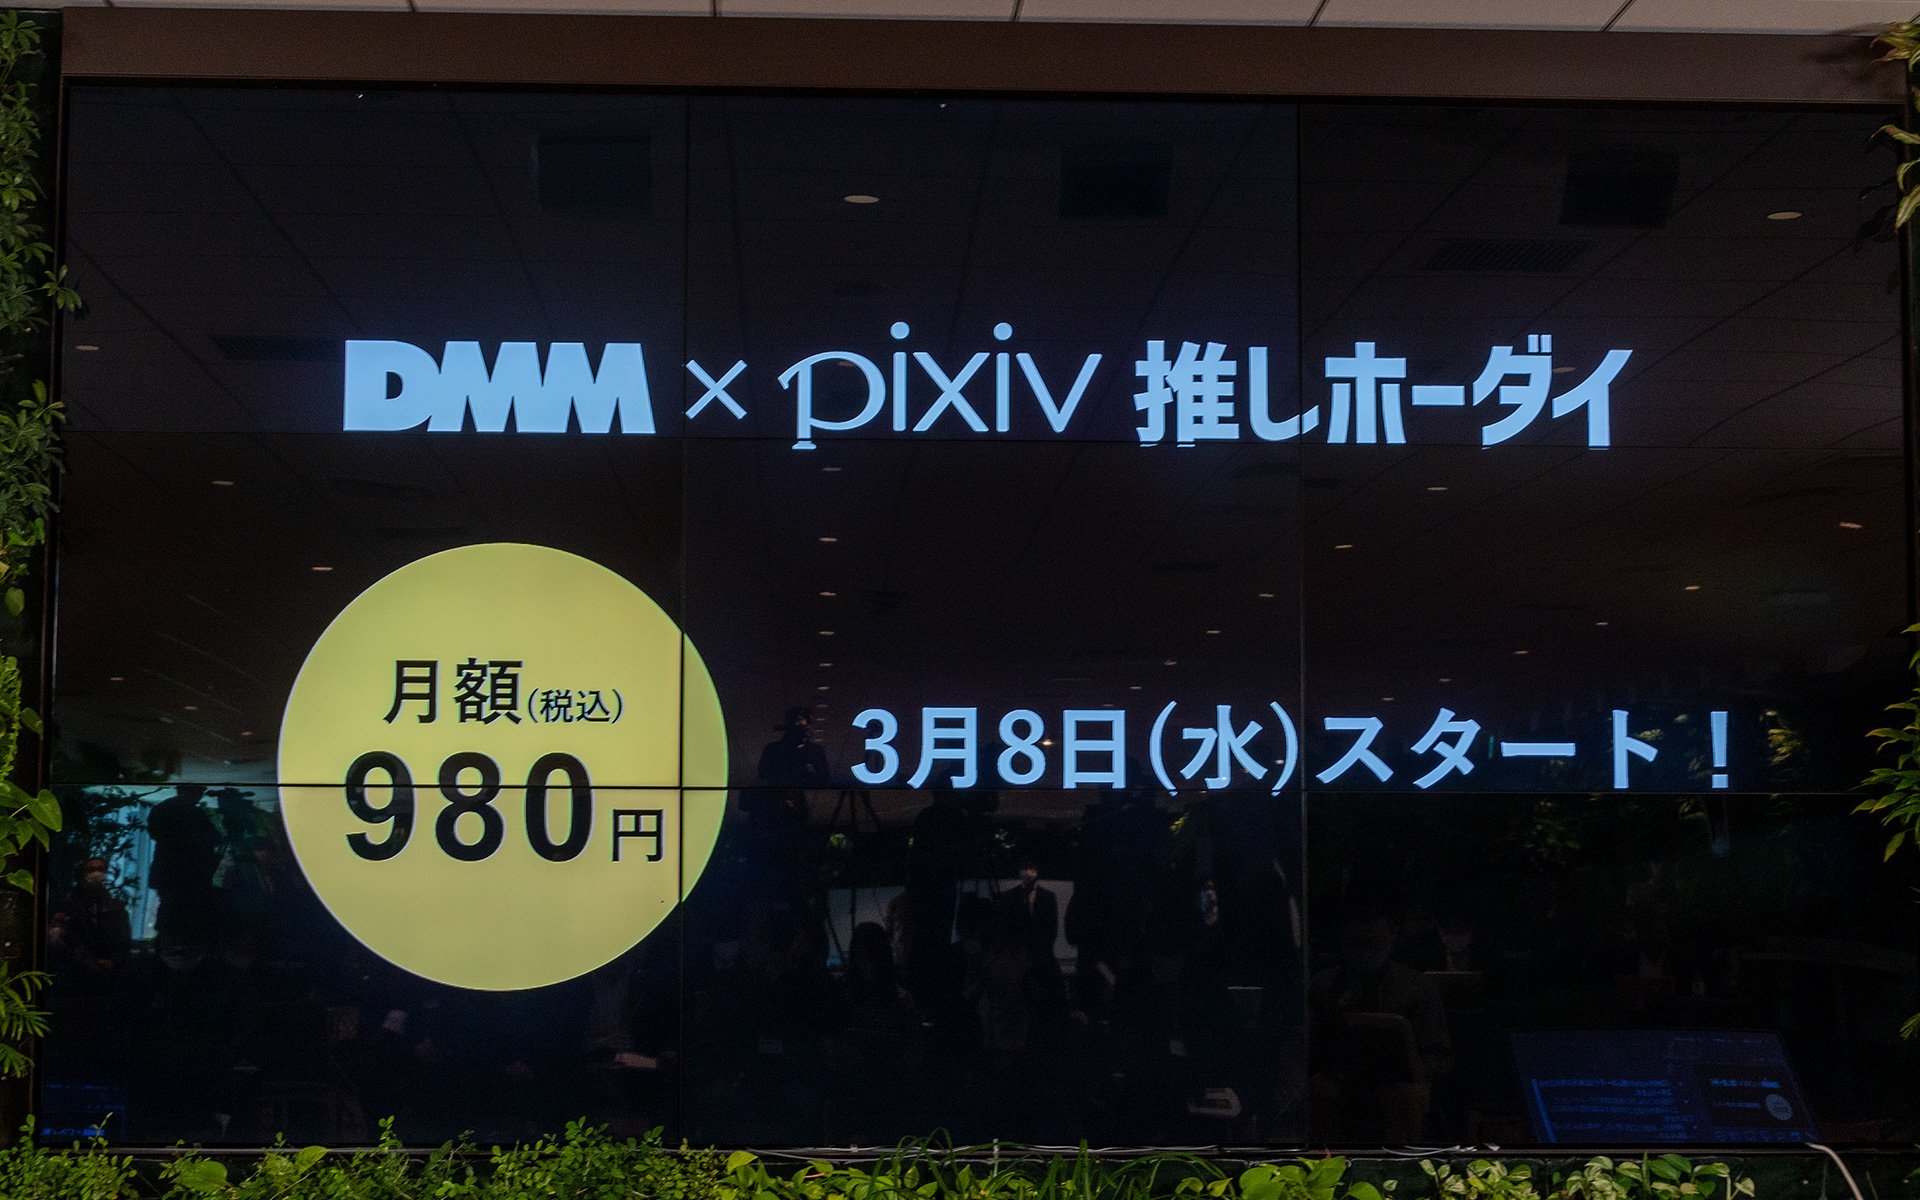 DMM × pixiv 推しホーダイ
月額(税込)
980円
3月8日(水)スタート！